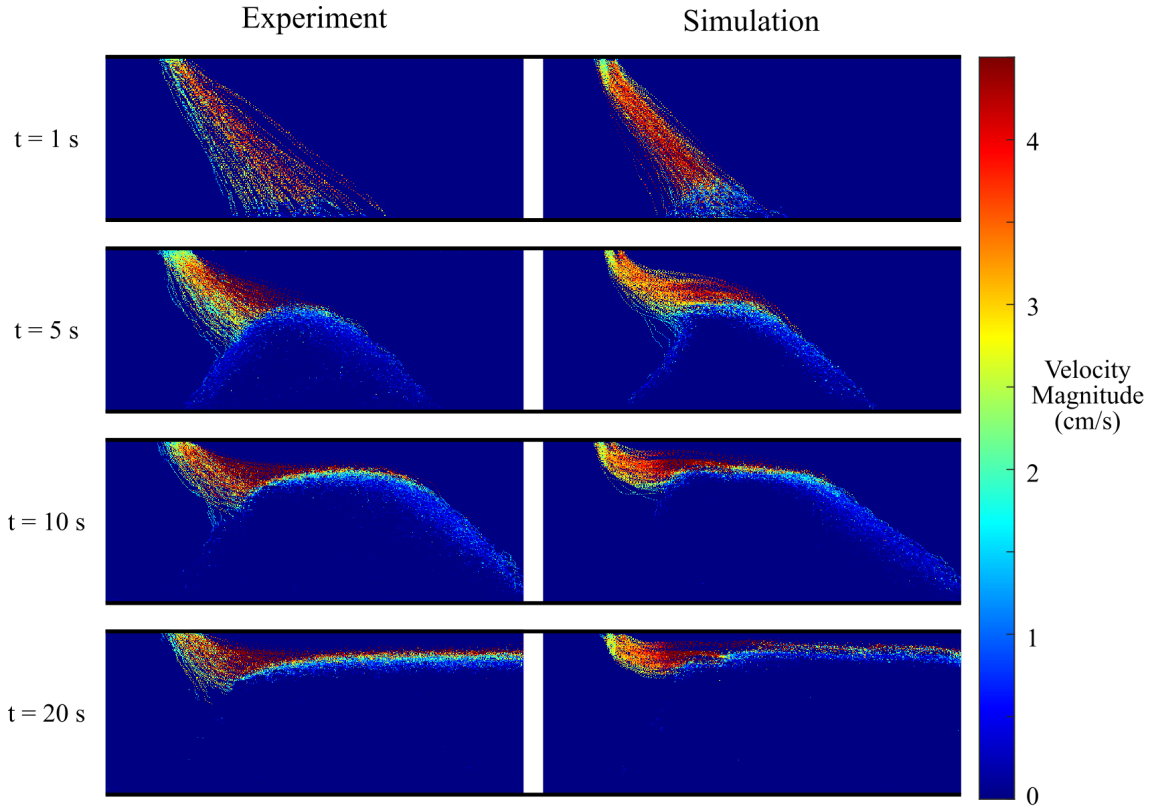 Experiment
Simulation
t = 1 s
t = 5 s
t = 10 s
t = 20 s
4
3
2
1
0
Velocity
Magnitude
(cm/s)